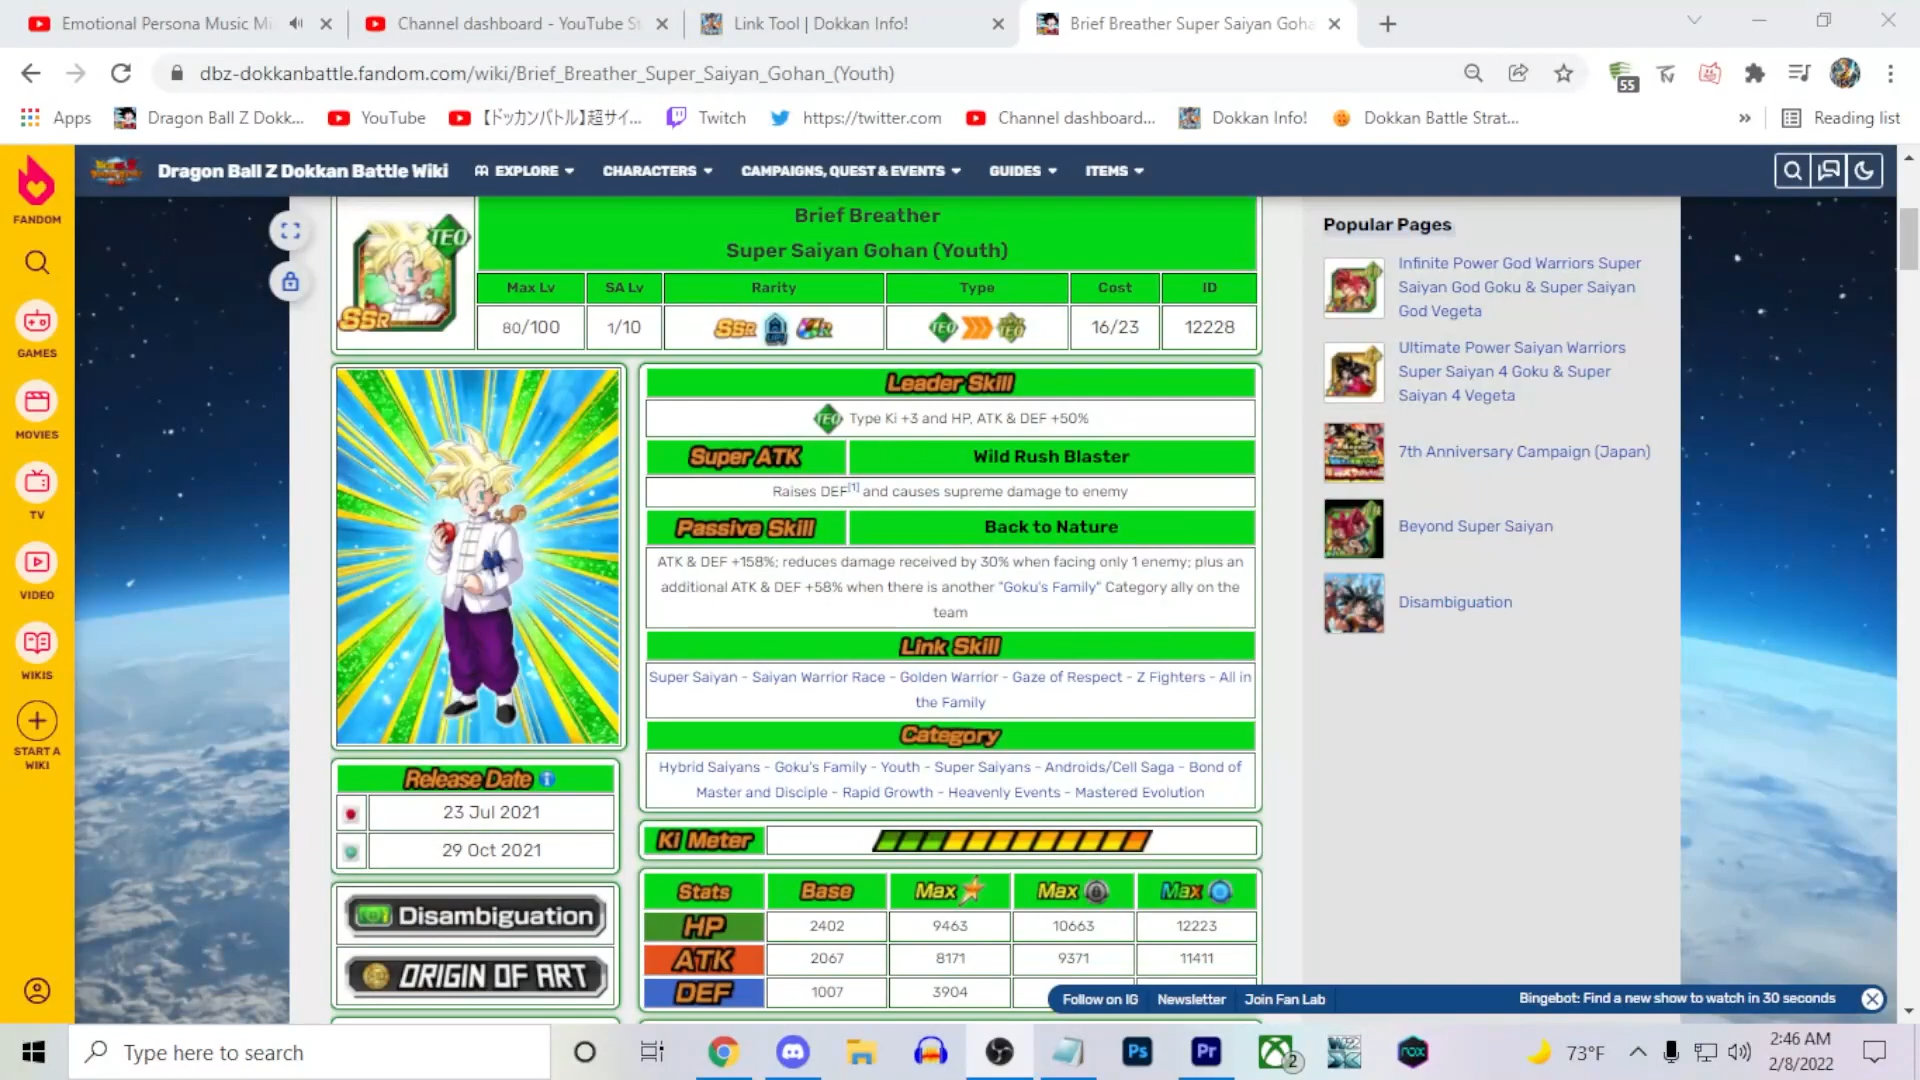 Emotional Persona Music Mi
Channel dashboard - YouTube St
Link Tool | Dokkan Info!
Brief Breather Super Saiyan Goha
dbz-dokkanbattle.fandom.com/wiki/Brief_Breather_Super_Saiyan_Gohan_(Youth)
55
Apps
Dragon Ball Z Dokk...
YouTube
【ドッカンバトル】超サイ...
Twitch
https://twitter.com
Channel dashboard...
Dokkan Info!
Dokkan Battle Strat...
»
Reading list
FANDOM
GAMES
MOVIES
TV
VIDEO
WIKIS
START A
WIKI
Dragon Ball Z Dokkan Battle Wiki
EXPLORE
CHARACTERS
CAMPAIGNS, QUEST & EVENTS
GUIDES
ITEMS
TEQ
SSR
Brief Breather
Super Saiyan Gohan (Youth)
Max Lv
SA Lv
Rarity
Type
Cost
ID
80/100
1/10
SSR
UR
TEQ
TEQ
16/23
12228
Leader Skill
TEQ Type Ki +3 and HP, ATK & DEF +50%
Super ATK
Wild Rush Blaster
Raises DEF[1] and causes supreme damage to enemy
Passive Skill
Back to Nature
ATK & DEF +158%; reduces damage received by 30% when facing only 1 enemy; plus an
additional ATK & DEF +58% when there is another "Goku's Family" Category ally on the
team
Link Skill
Super Saiyan - Saiyan Warrior Race - Golden Warrior - Gaze of Respect - Z Fighters - All in
the Family
Category
Hybrid Saiyans - Goku's Family - Youth - Super Saiyans - Androids/Cell Saga - Bond of
Master and Disciple - Rapid Growth - Heavenly Events - Mastered Evolution
Release Date
23 Jul 2021
29 Oct 2021
Disambiguation
ORIGIN OF ART
Ki Meter
Stats
Base
Max
Max
Max
HP
2402
9463
10663
12223
ATK
2067
8171
9371
11411
DEF
1007
3904
Popular Pages
Infinite Power God Warriors Super
Saiyan God Goku & Super Saiyan
God Vegeta
Ultimate Power Saiyan Warriors
Super Saiyan 4 Goku & Super
Saiyan 4 Vegeta
7th Anniversary Campaign (Japan)
Beyond Super Saiyan
Disambiguation
Follow on IG
Newsletter
Join Fan Lab
Bingebot: Find a new show to watch in 30 seconds
Type here to search
Ps
Pr
2
nox
73°F
2:46 AM
2/8/2022